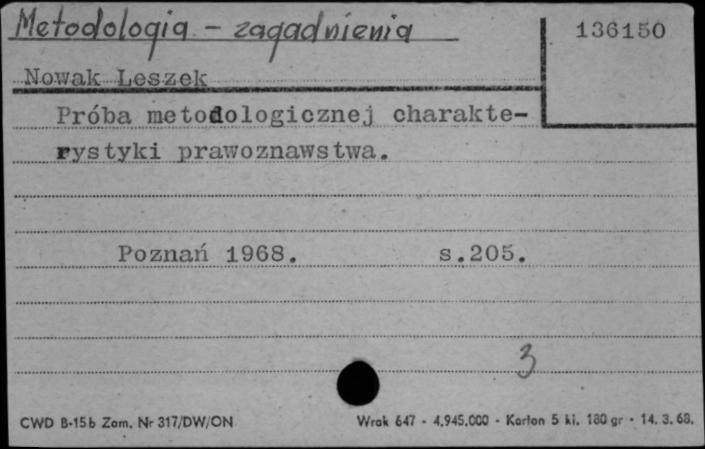 Metodologia - zagadnienia
136150
Nowak Leszek
Próba metodologicznej charakte-
rystyki prawoznawstwa.
Poznań 1968. s.205.
3
CWD B-15b Zam. Nr 317/DW/ON
Wrak 647 - 4.945.000 - Karton 5 kl. 180 gr - 14. 3. 68.